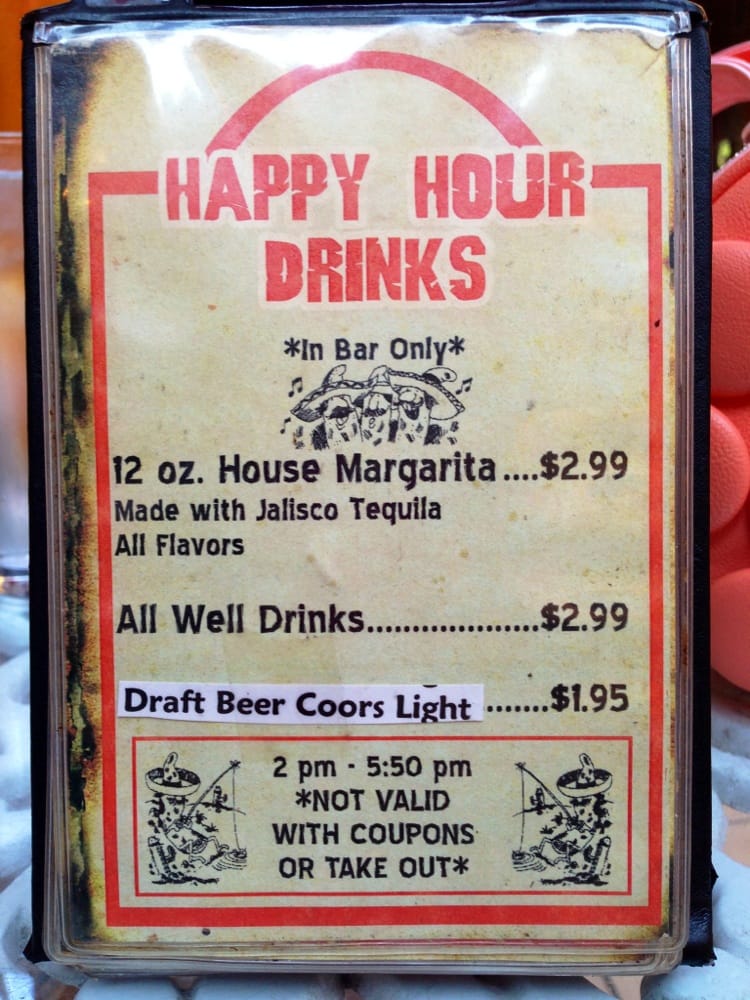 HAPPY HOUR
DRINKS
*In Bar Only*
12 oz. House Margarita....$2.99
Made with Jalisco Tequila
All Flavors
All Well Drinks...................$2.99
Draft Beer Coors Light .......$1.95
2 pm - 5:50 pm
*NOT VALID
WITH COUPONS
OR TAKE OUT*